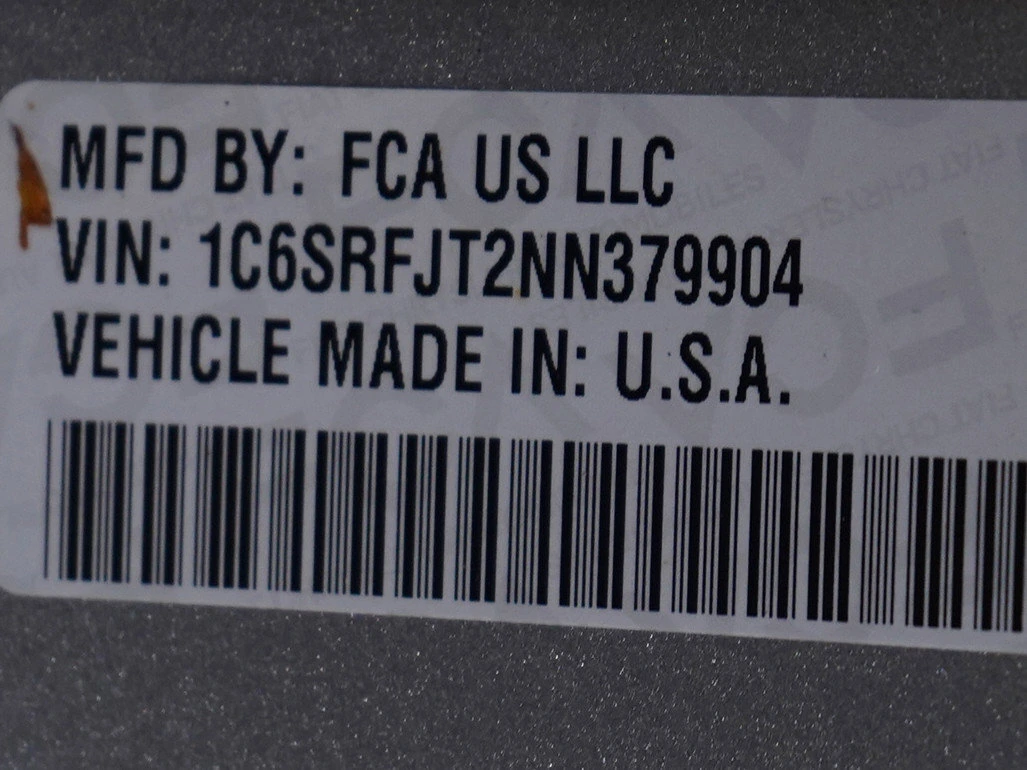 MFD BY: FCA US LLC
VIN: 1C6SRFJT2NN379904
VEHICLE MADE IN: U.S.A.